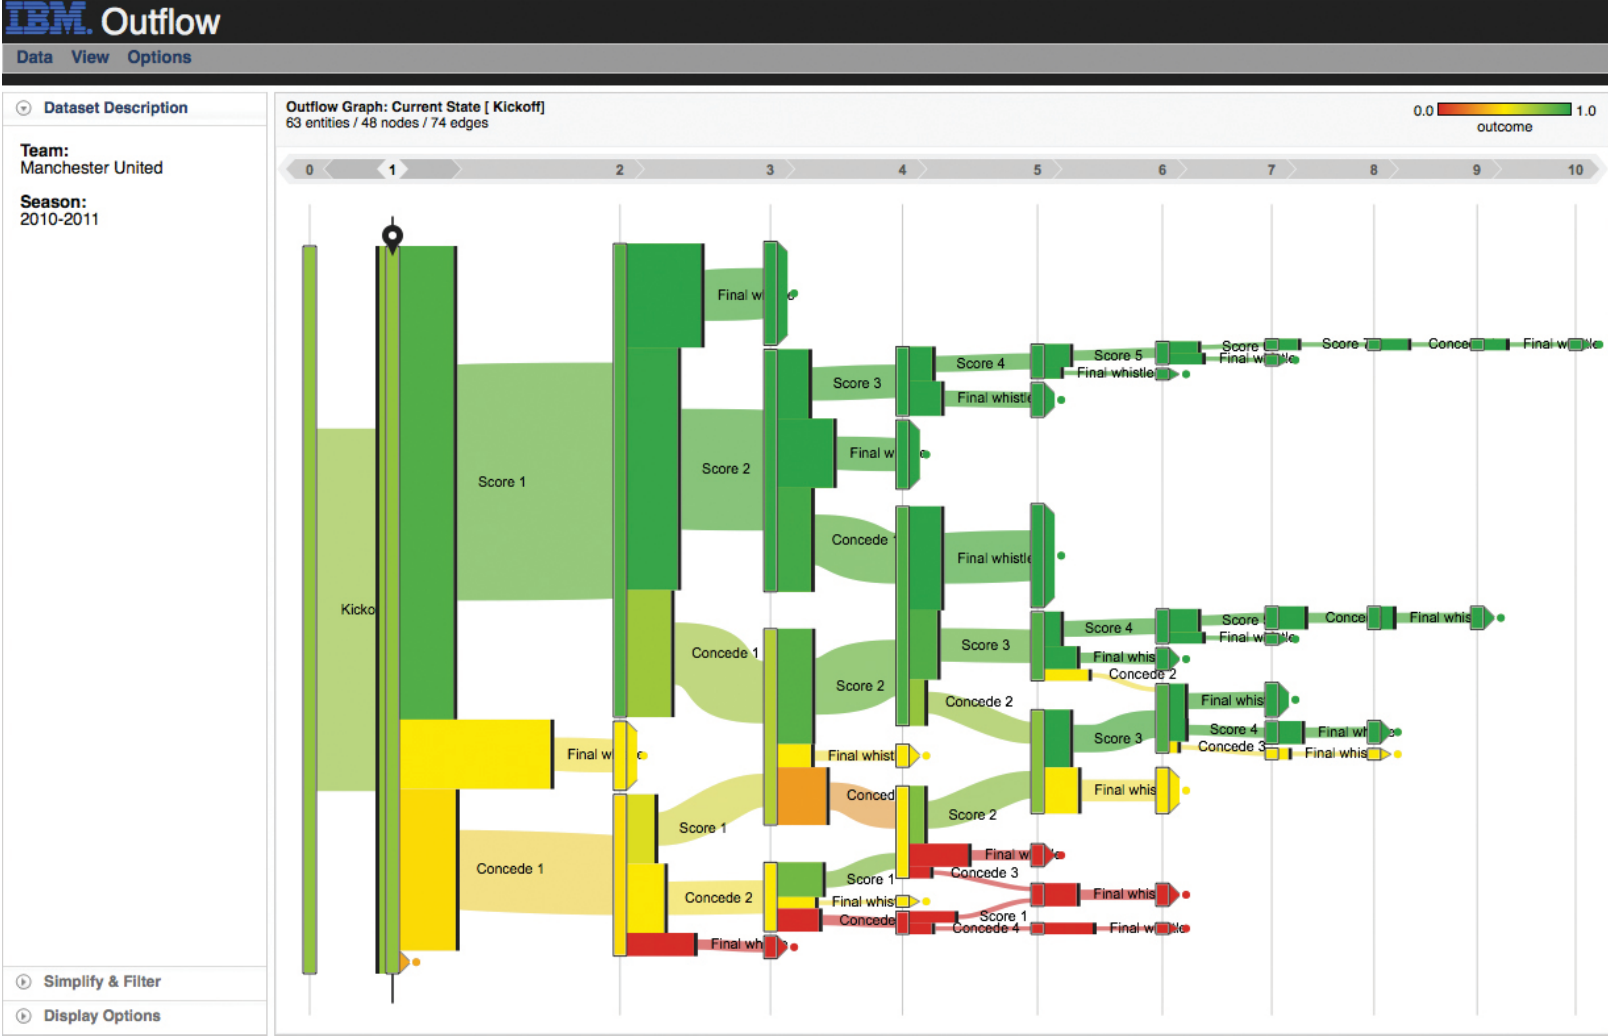 IBM. Outflow
Data View Options
Dataset Description
Team:
Manchester United
Season:
2010-2011
Simplify & Filter
Display Options
Outflow Graph: Current State [ Kickoff]
63 entities / 48 nodes / 74 edges
0.0 1.0
outcome
0 1 2 3 4 5 6 7 8 9 10
Final w
Score 5 Score Score Conce Final w
Score 4 Final w
Final whistle
Score 3
Final whistle
Final w
Score 2
Score 1
Concede
Final whistle
Kicko
Score 4 Score Conce Final whis
Final w
Score 3
Concede 1 Final whis
Concede 2
Score 2
Concede 2 Final whis
Score 3 Score 4 Final wh
Concede 3 Final whis
Final w Final whist
Conced Final whis
Score 2
Score 1
Final w
Concede 1 Score 1 Concede 3
Concede 2 Final whis Final whis
Concede Score 1
Concede 4 Final w
Final wh